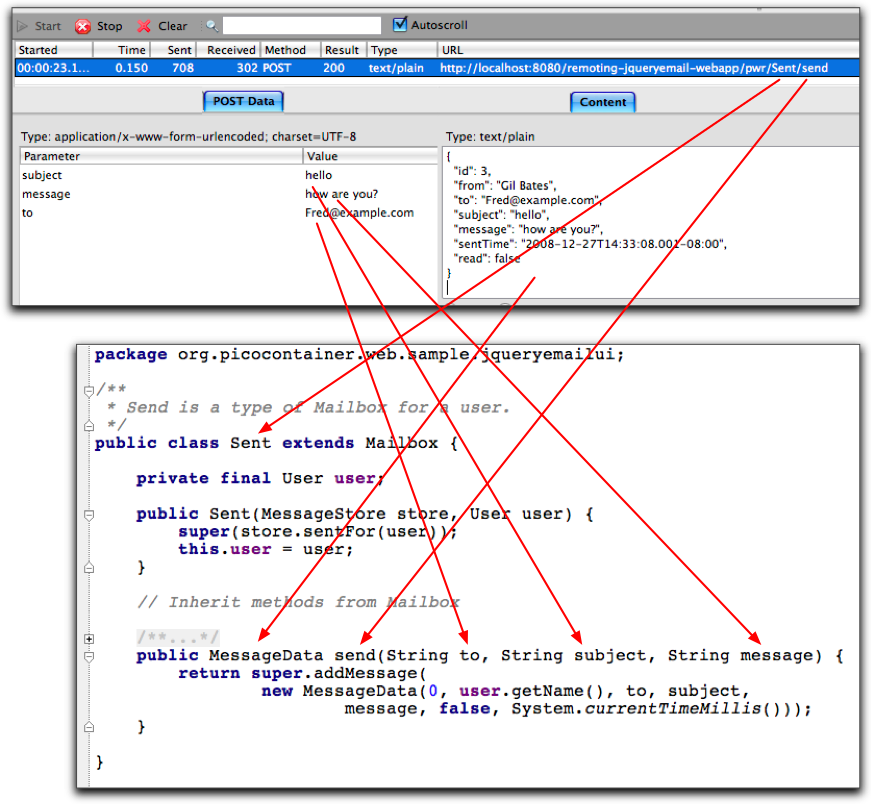 Start Stop Clear Autoscroll
Started Time Sent Received Method Result Type URL
00:00:23.1... 0.150 708 302 POST 200 text/plain http://localhost:8080/remoting-jqueryemail-webapp/pwr/Sent/send
POST Data Content
Type: application/x-www-form-urlencoded; charset=UTF-8
Parameter Value
subject hello
message how are you?
to Fred@example.com
Type: text/plain
{
"id": 3,
"from": "Gil Bates",
"to": "Fred@example.com",
"subject": "hello",
"message": "how are you?",
"sentTime": "2008-12-27T14:33:08.001-08:00",
"read": false
}
package org.picocontainer.web.sample.jqueryemailui;
/**
* Send is a type of Mailbox for a user.
*/
public class Sent extends Mailbox {
private final User user;
public Sent(MessageStore store, User user) {
super(store.sentFor(user));
this.user = user;
}
// Inherit methods from Mailbox
/**...*/
public MessageData send(String to, String subject, String message) {
return super.addMessage(
new MessageData(0, user.getName(), to, subject,
message, false, System.currentTimeMillis()));
}
}